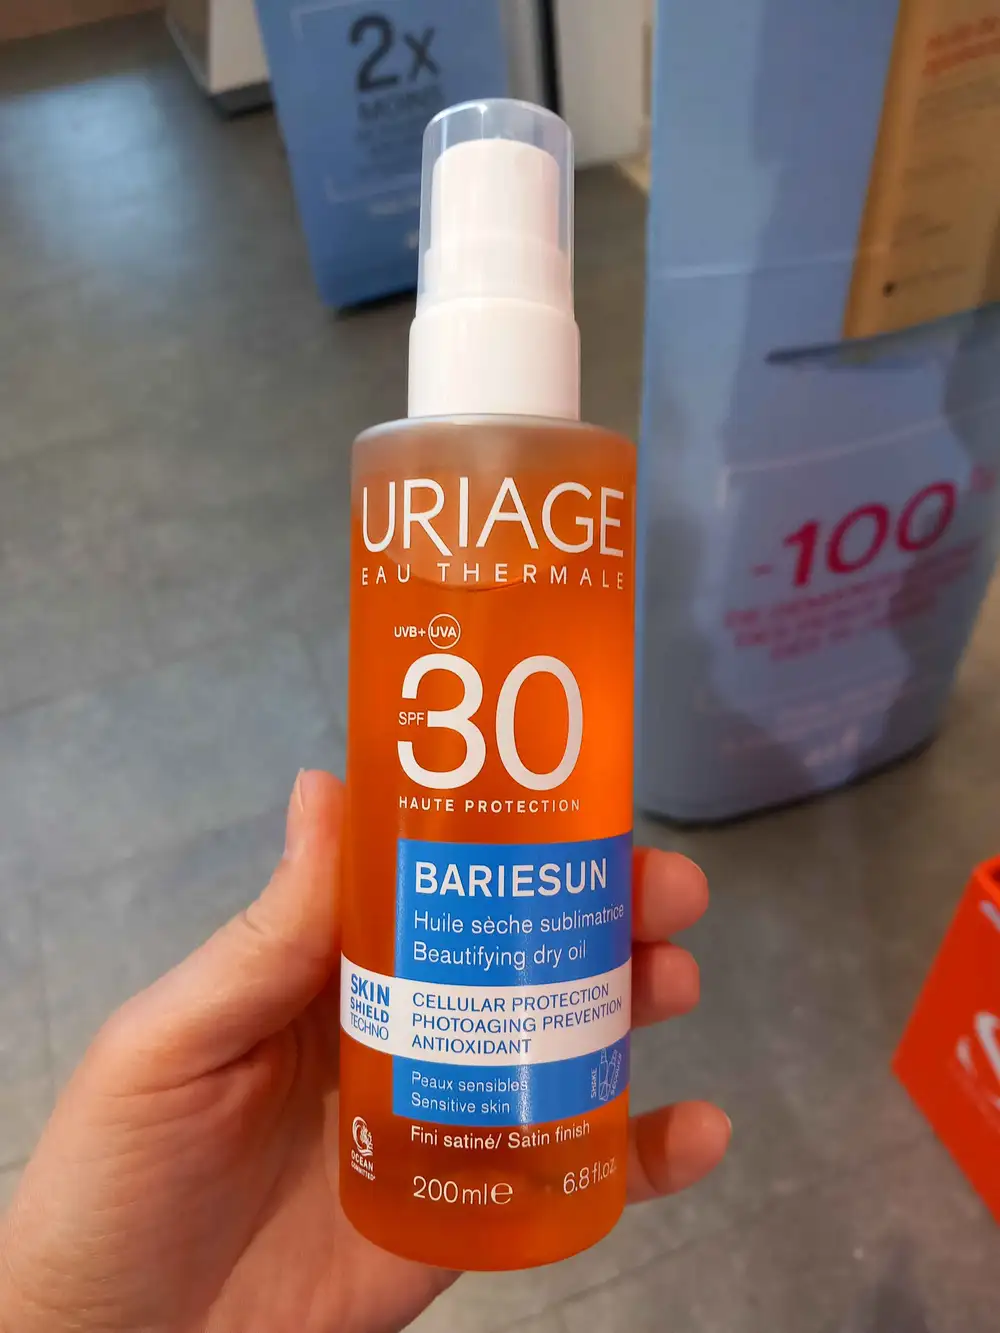 2x
MOINS
URIAGE
EAU THERMALE
UVB+ UVA
SPF 30
HAUTE PROTECTION
BARIESUN
Huile sèche sublimatrice
Beautifying dry oil
SKIN
SHIELD
TECHNO
CELLULAR PROTECTION
PHOTOAGING PREVENTION
ANTIOXIDANT
Peaux sensibles
Sensitive skin
SHAKE
Fini satiné/ Satin finish
OCEAN
COMMITTED
200ml℮ 6.8 fl.oz.
-100